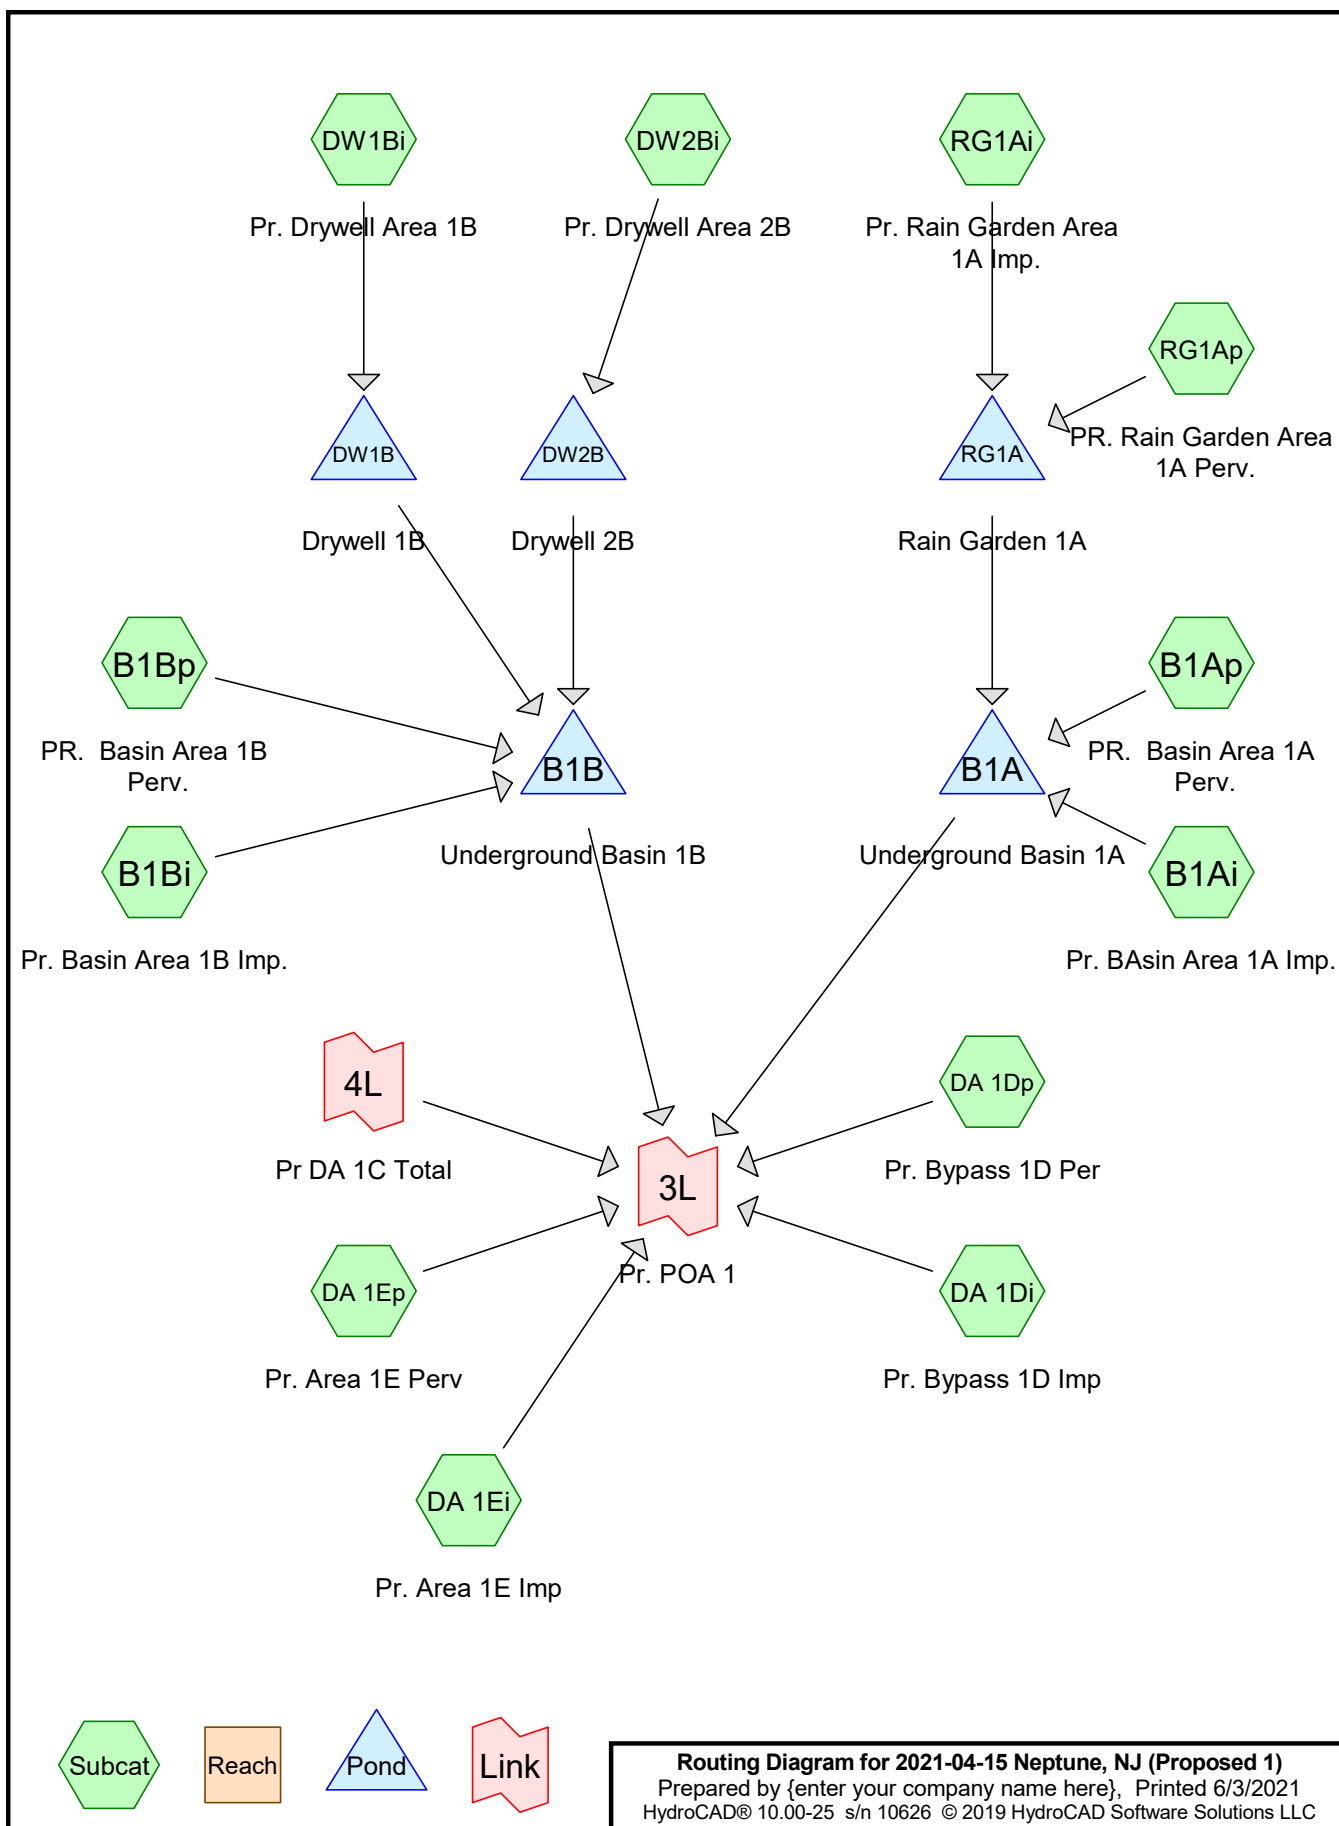 DW1Bi
DW2Bi
RG1Ai
Pr. Drywell Area 1B
Pr. Drywell Area 2B
Pr. Rain Garden Area
1A Imp.
RG1Ap
PR. Rain Garden Area
1A Perv.
DW1B
DW2B
RG1A
Drywell 1B
Drywell 2B
Rain Garden 1A
B1Bp
B1Ap
PR.  Basin Area 1B
Perv.
B1B
B1A
PR.  Basin Area 1A
Perv.
B1Bi
Underground Basin 1B
Underground Basin 1A
B1Ai
Pr. Basin Area 1B Imp.
Pr. BAsin Area 1A Imp.
4L
DA 1Dp
Pr DA 1C Total
3L
Pr. Bypass 1D Per
Pr. POA 1
DA 1Ep
DA 1Di
Pr. Area 1E Perv
Pr. Bypass 1D Imp
DA 1Ei
Pr. Area 1E Imp
Subcat
Reach
Pond
Link
Routing Diagram for 2021-04-15 Neptune, NJ (Proposed 1)
Prepared by {enter your company name here},  Printed 6/3/2021
HydroCAD® 10.00-25  s/n 10626  © 2019 HydroCAD Software Solutions LLC